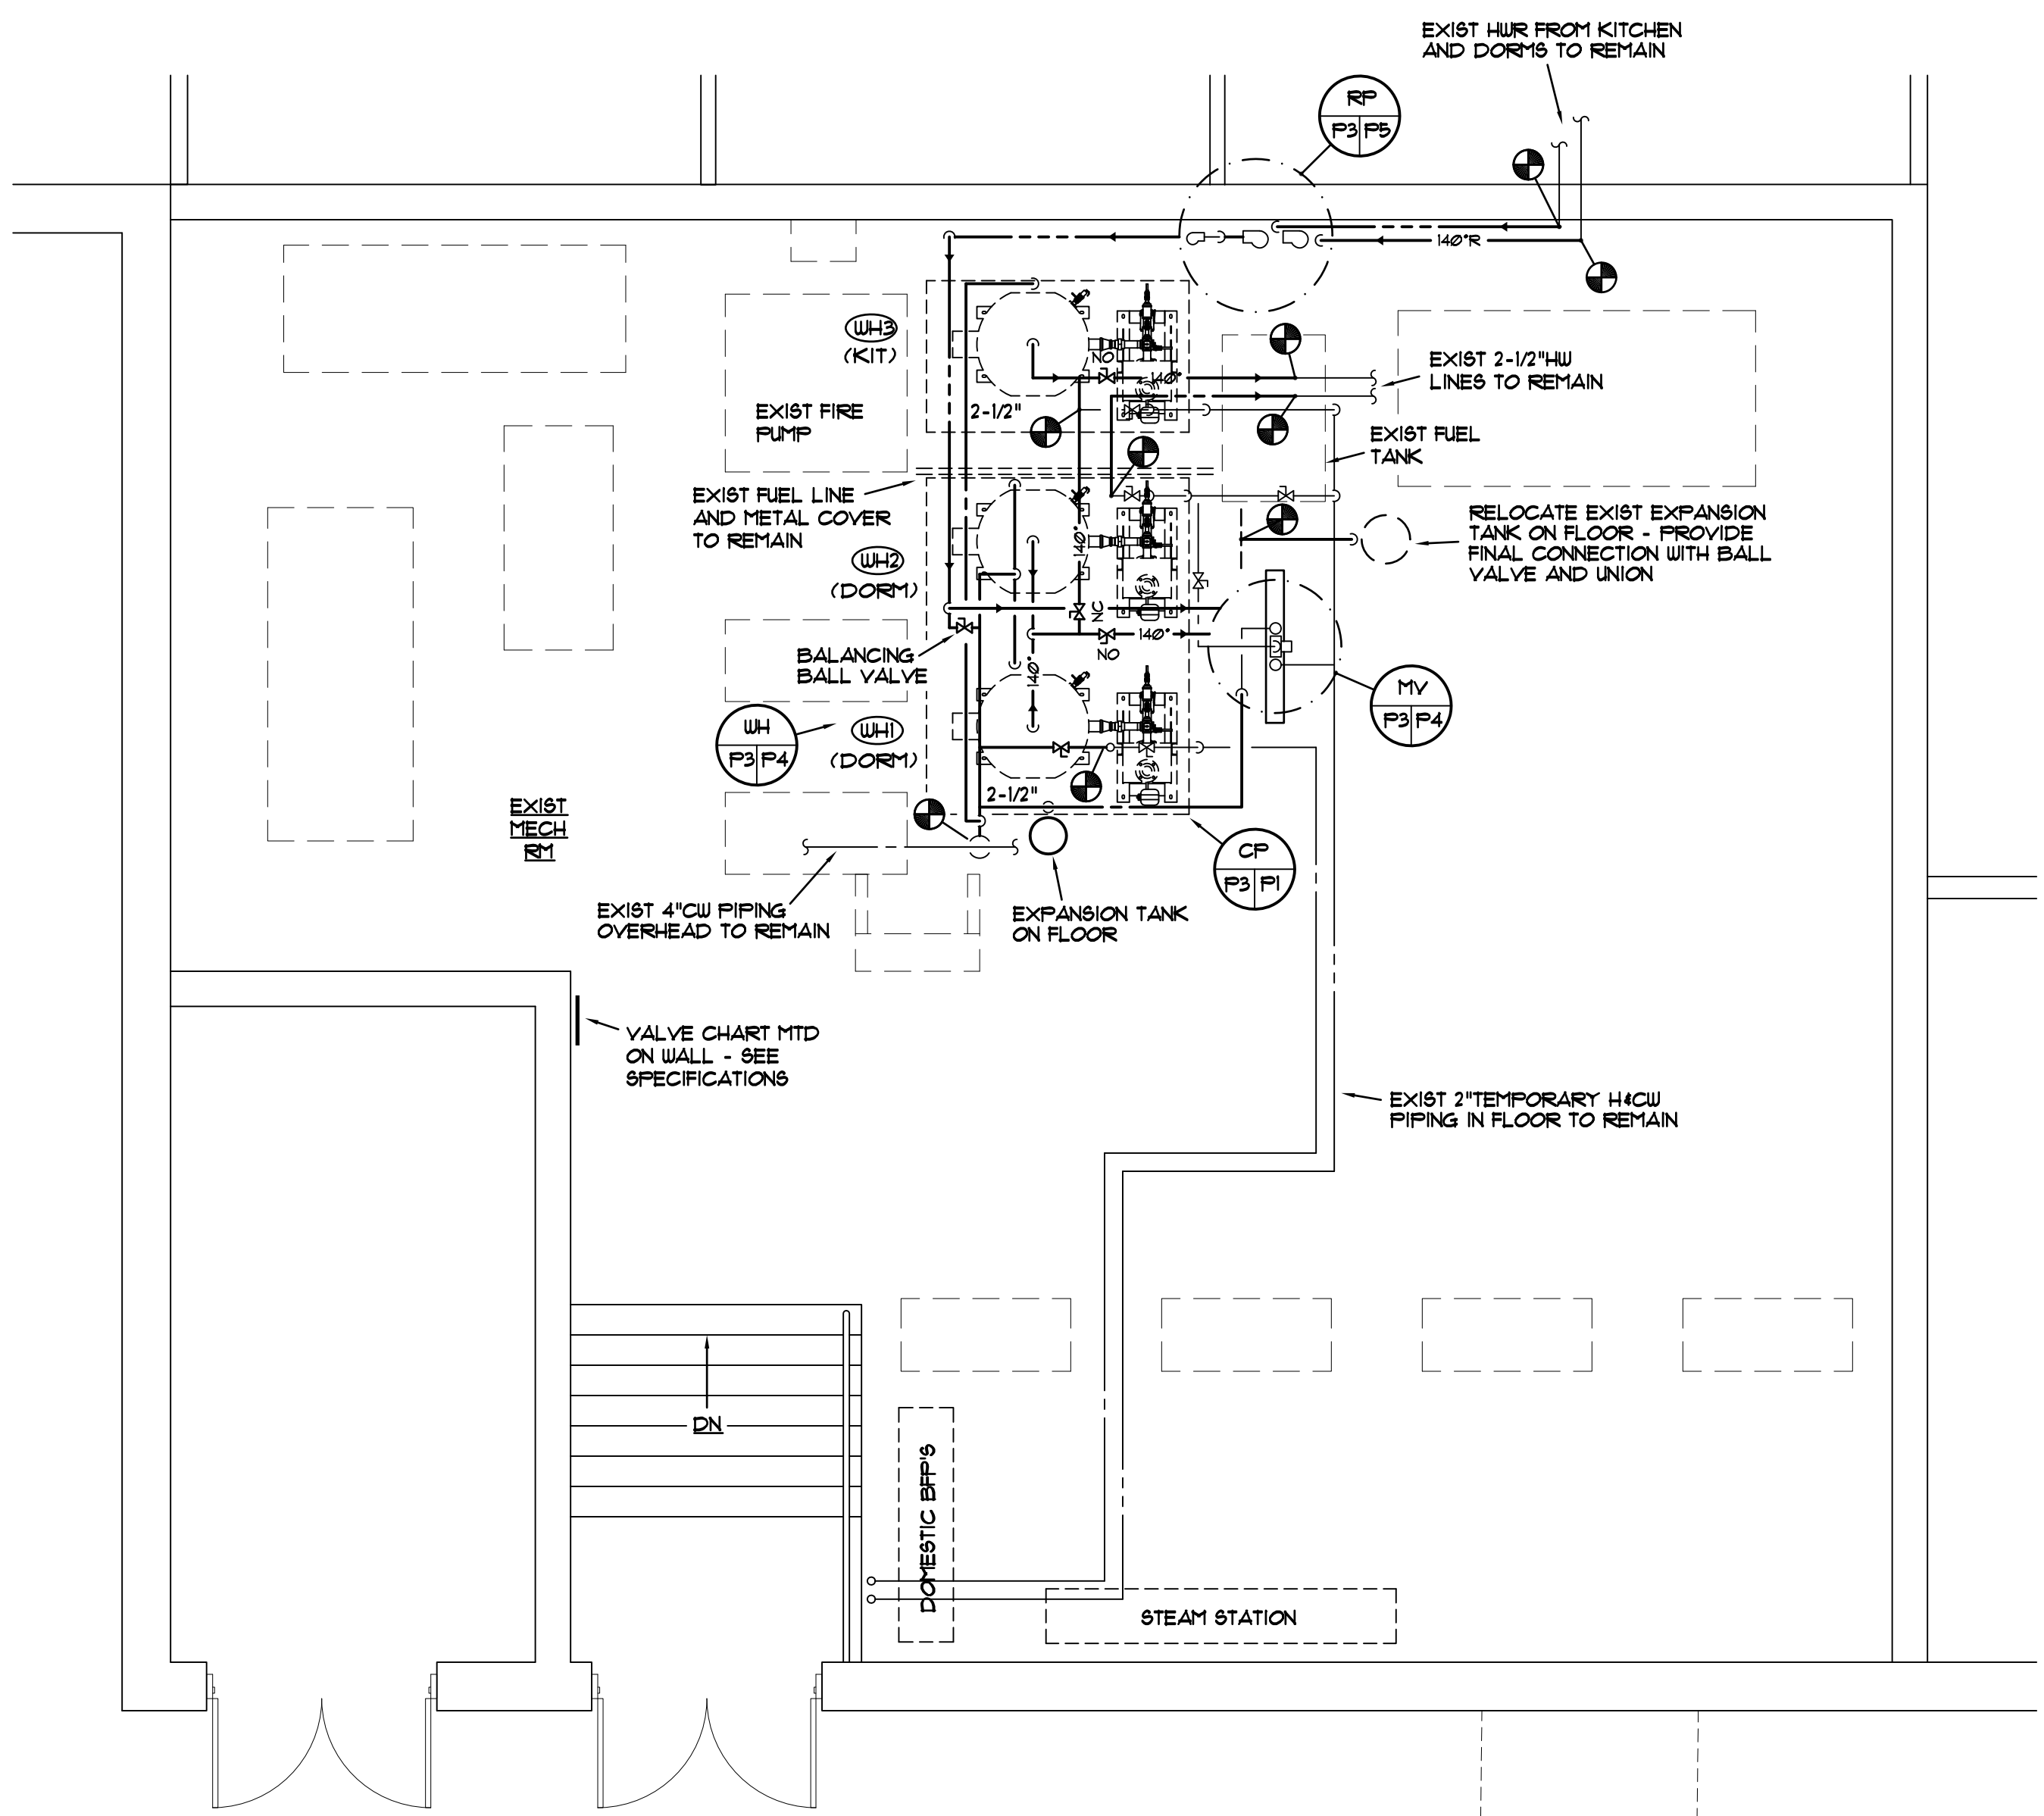 EXIST HWR FROM KITCHEN
AND DORMS TO REMAIN
RP
P3 P5
140°R
WH3
(KIT)
NO
140°
EXIST 2-1/2"HW
LINES TO REMAIN
EXIST FIRE
PUMP
2-1/2"
EXIST FUEL
TANK
EXIST FUEL LINE
AND METAL COVER
TO REMAIN
RELOCATE EXIST EXPANSION
TANK ON FLOOR - PROVIDE
FINAL CONNECTION WITH BALL
VALVE AND UNION
140°
WH2
(DORM)
NC
140°
NO
BALANCING
BALL VALVE
140°
MV
P3 P4
WH
P3 P4
WH1
(DORM)
2-1/2"
EXIST
MECH
RM
CP
P3 P1
EXIST 4"CW PIPING
OVERHEAD TO REMAIN
EXPANSION TANK
ON FLOOR
VALVE CHART MTD
ON WALL - SEE
SPECIFICATIONS
EXIST 2"TEMPORARY H&CW
PIPING IN FLOOR TO REMAIN
DN
DOMESTIC BFP'S
STEAM STATION